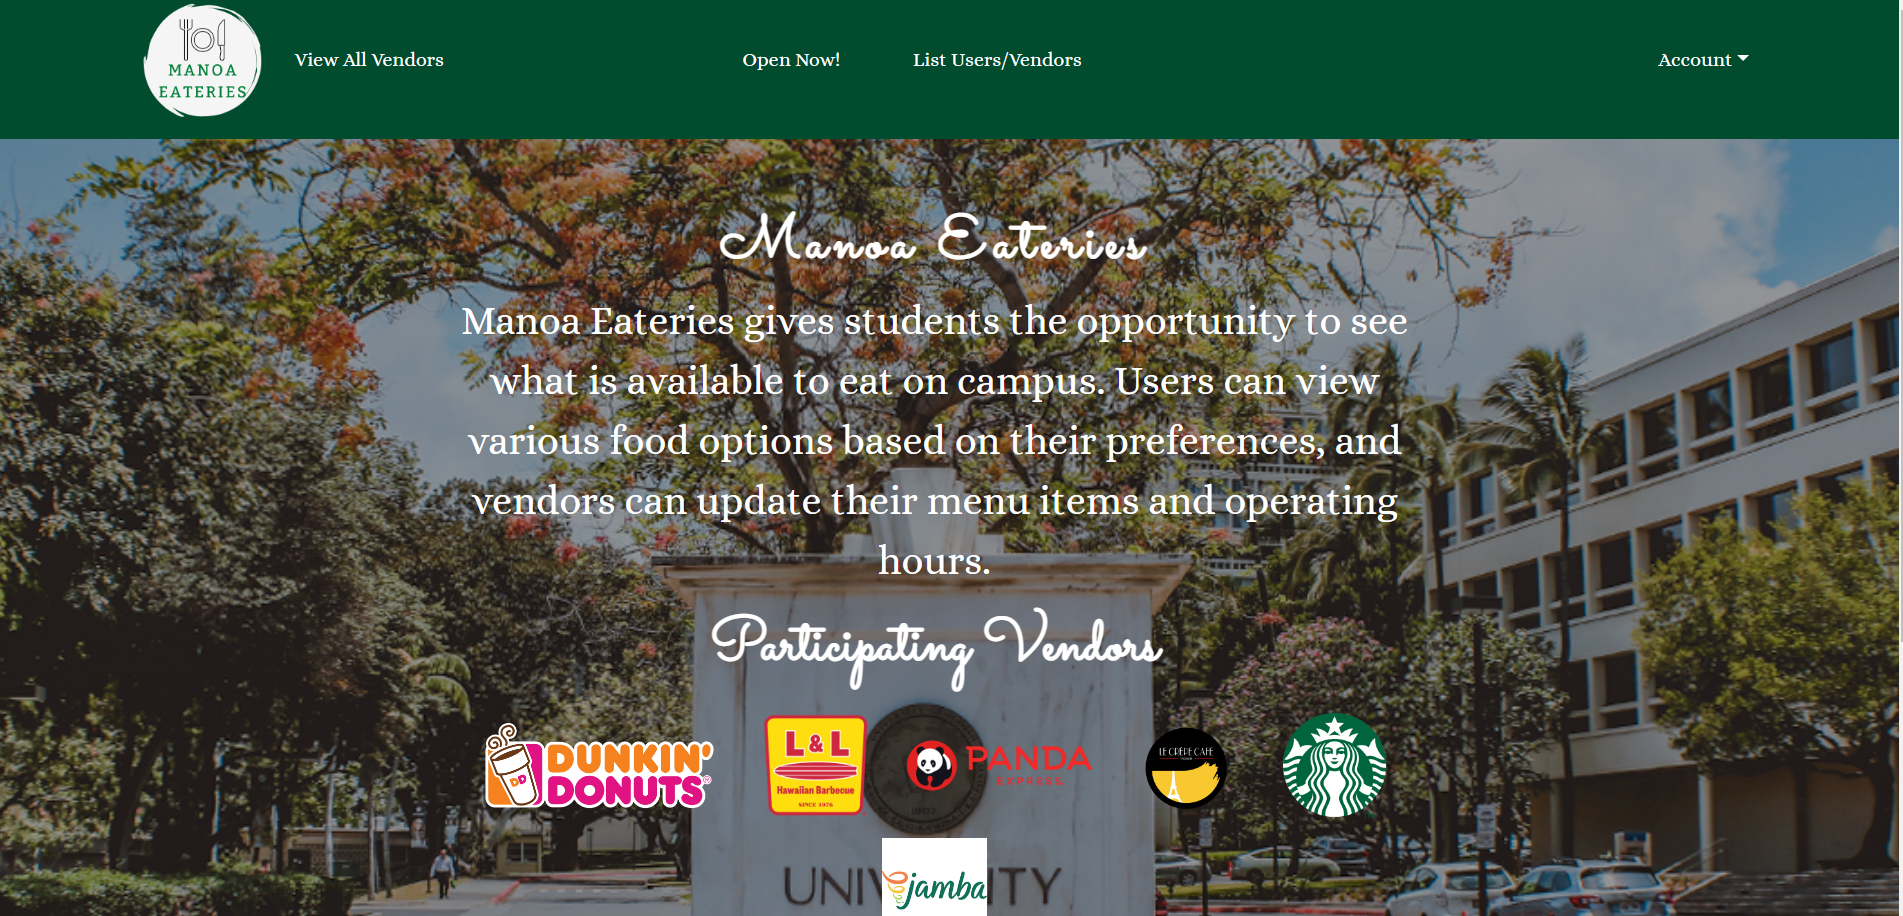 MANOA
EATERIES
View All Vendors
Open Now!
List Users/Vendors
Account
Manoa Eateries
Manoa Eateries gives students the opportunity to see
what is available to eat on campus. Users can view
various food options based on their preferences, and
vendors can update their menu items and operating
hours.
Participating Vendors
DUNKIN'
DONUTS®
DD
L & L
Hawaiian Barbecue
SINCE 1976
PANDA
EXPRESS
LE CRÊPE CAFE
1907
jamba